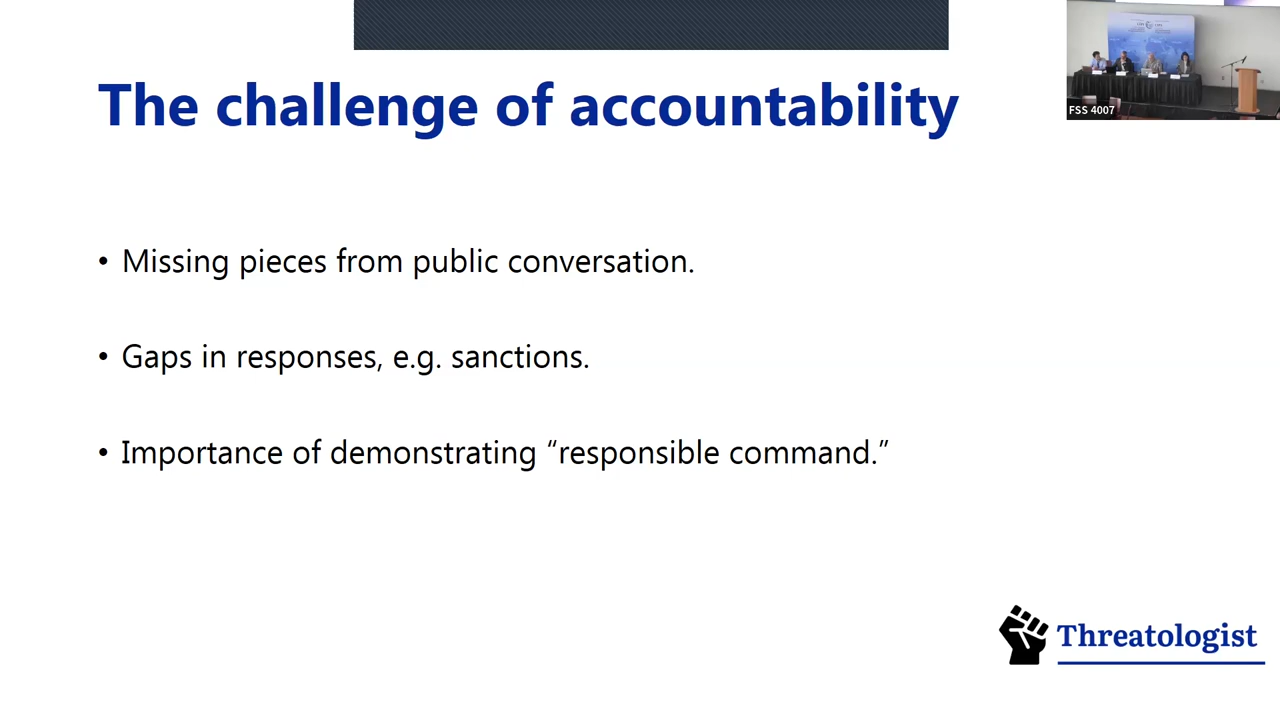 The challenge of accountability
FSS 4007
• Missing pieces from public conversation.
• Gaps in responses, e.g. sanctions.
• Importance of demonstrating “responsible command.”
Threatologist